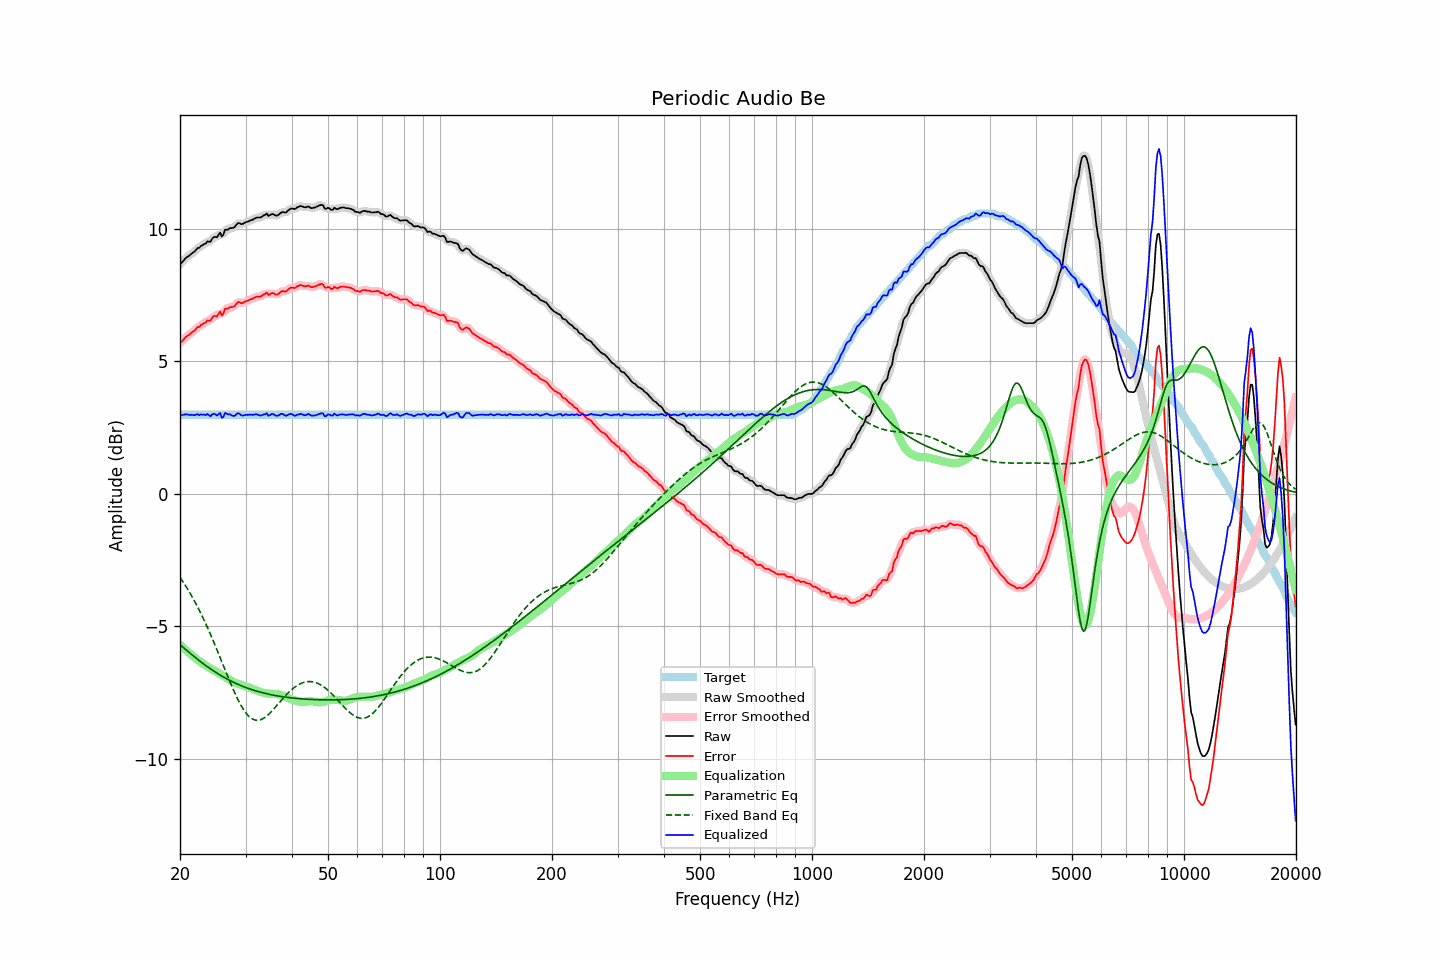 Periodic Audio Be
Amplitude (dBr)
10
5
0
−5
−10
Target
Raw Smoothed
Error Smoothed
Raw
Error
Equalization
Parametric Eq
Fixed Band Eq
Equalized
20 50 100 200 500 1000 2000 5000 10000 20000
Frequency (Hz)